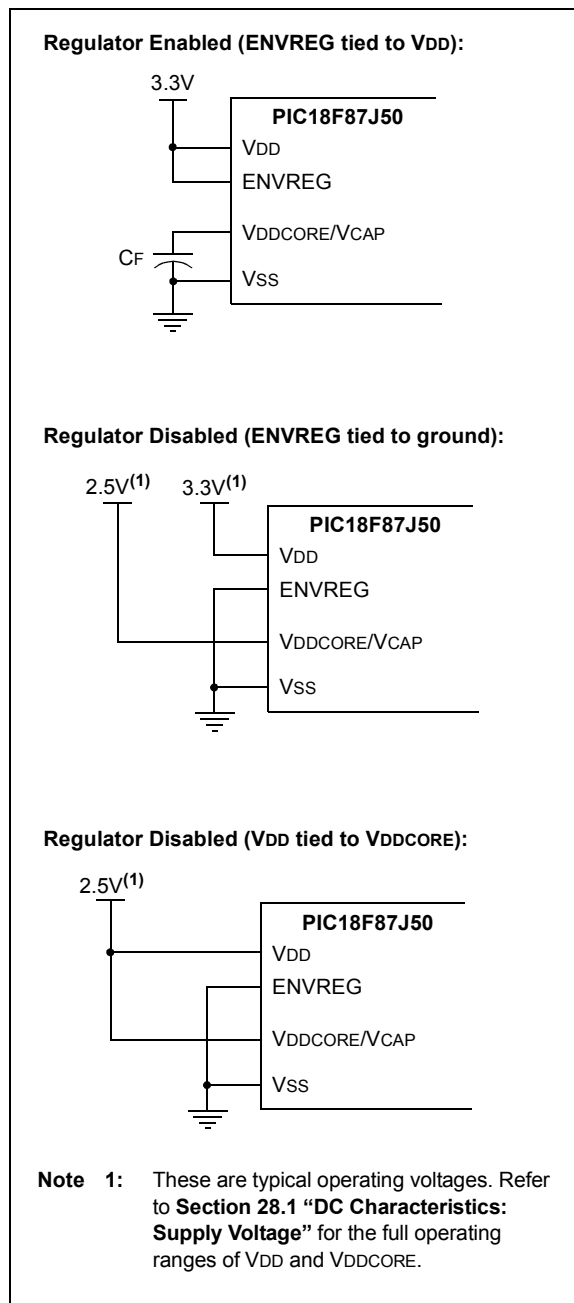 Regulator Enabled (ENVREG tied to VDD):
3.3V
PIC18F87J50
VDD
ENVREG
VDDCORE/VCAP
CF
VSS
Regulator Disabled (ENVREG tied to ground):
2.5V(1) 3.3V(1)
PIC18F87J50
VDD
ENVREG
VDDCORE/VCAP
VSS
Regulator Disabled (VDD tied to VDDCORE):
2.5V(1)
PIC18F87J50
VDD
ENVREG
VDDCORE/VCAP
VSS
Note 1: These are typical operating voltages. Refer
to Section 28.1 “DC Characteristics:
Supply Voltage” for the full operating
ranges of VDD and VDDCORE.